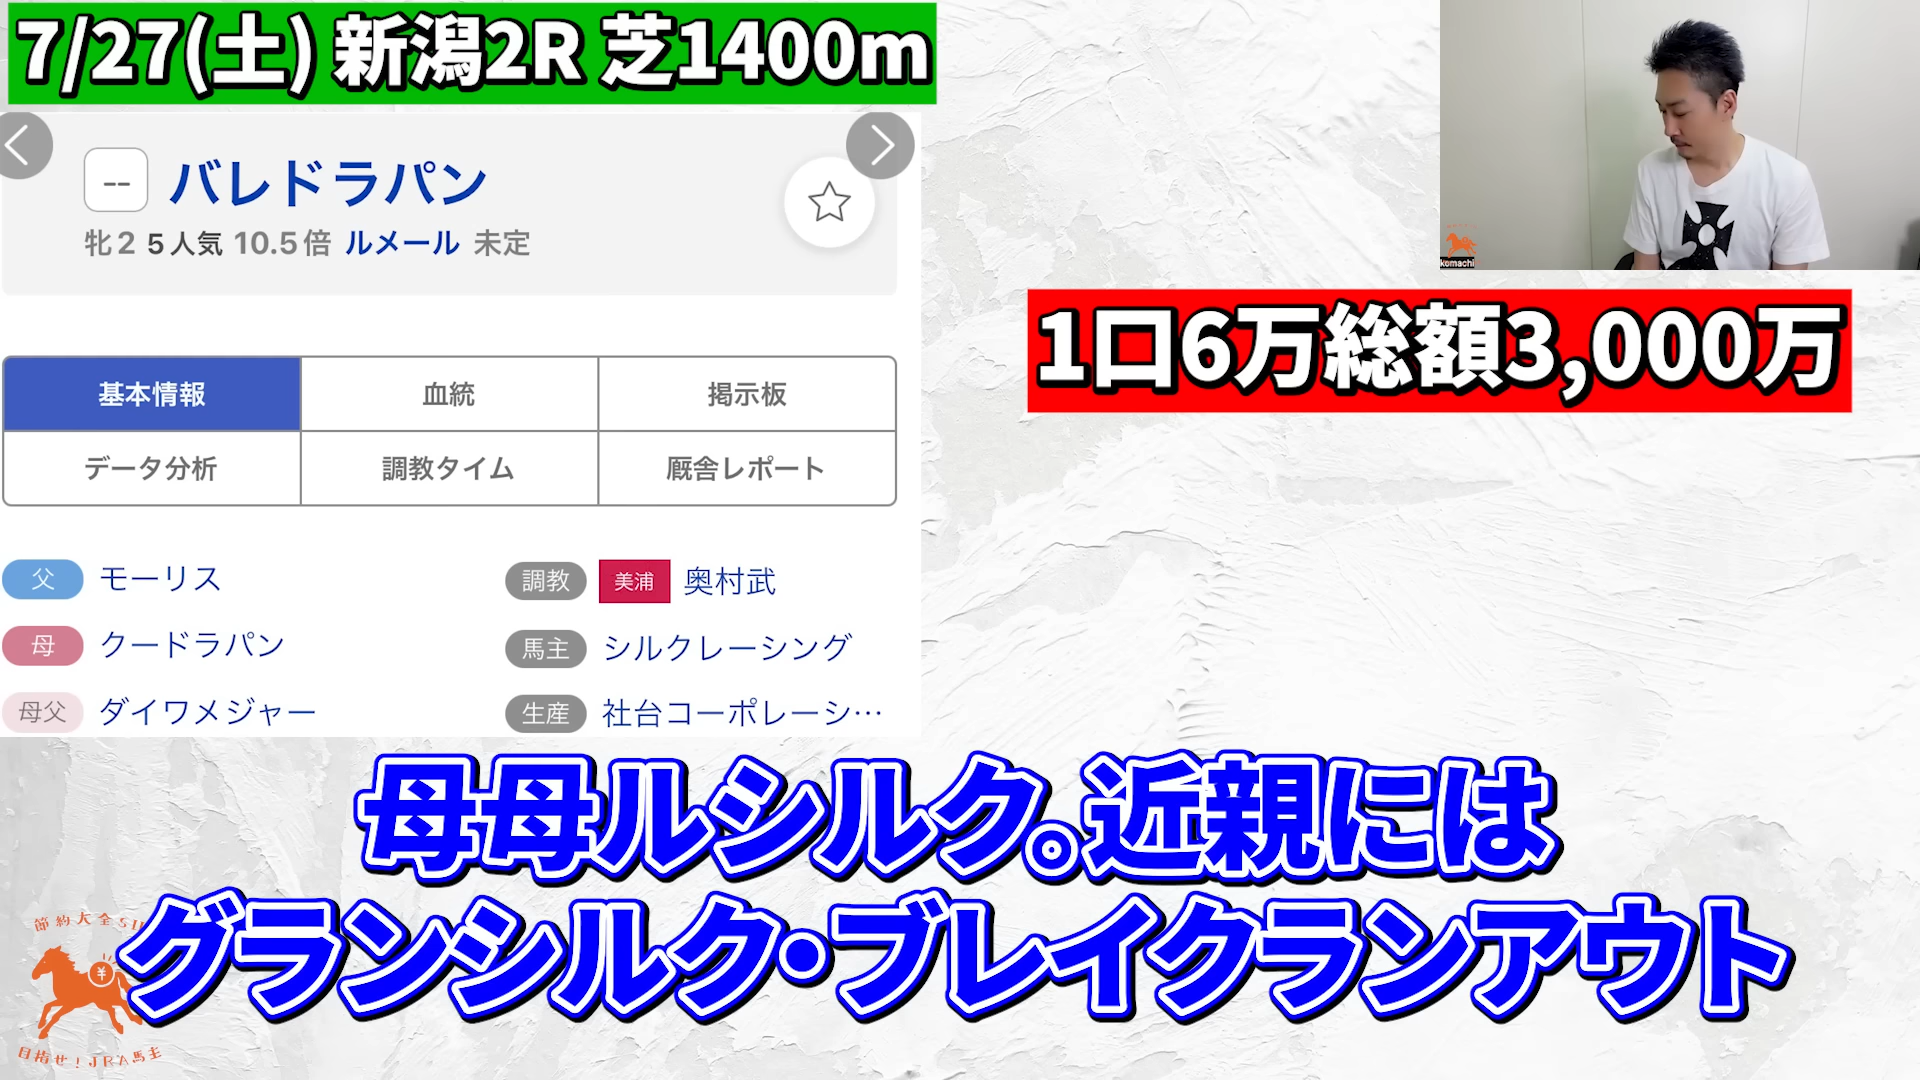 7/27(土) 新潟2R 芝1400m
-- バレドラパン
牝2 5人気 10.5倍 ルメール 未定
基本情報 血統 掲示板
データ分析 調教タイム 厩舎レポート
父 モーリス 調教 美浦 奥村武
母 クードラパン 馬主 シルクレーシング
母父 ダイワメジャー 生産 社台コーポレーシ…
komachi
1口6万総額3,000万
母母ルシルク。近親には
グランシルク・ブレイクランアウト
節約大全
目指せ!JRA馬主